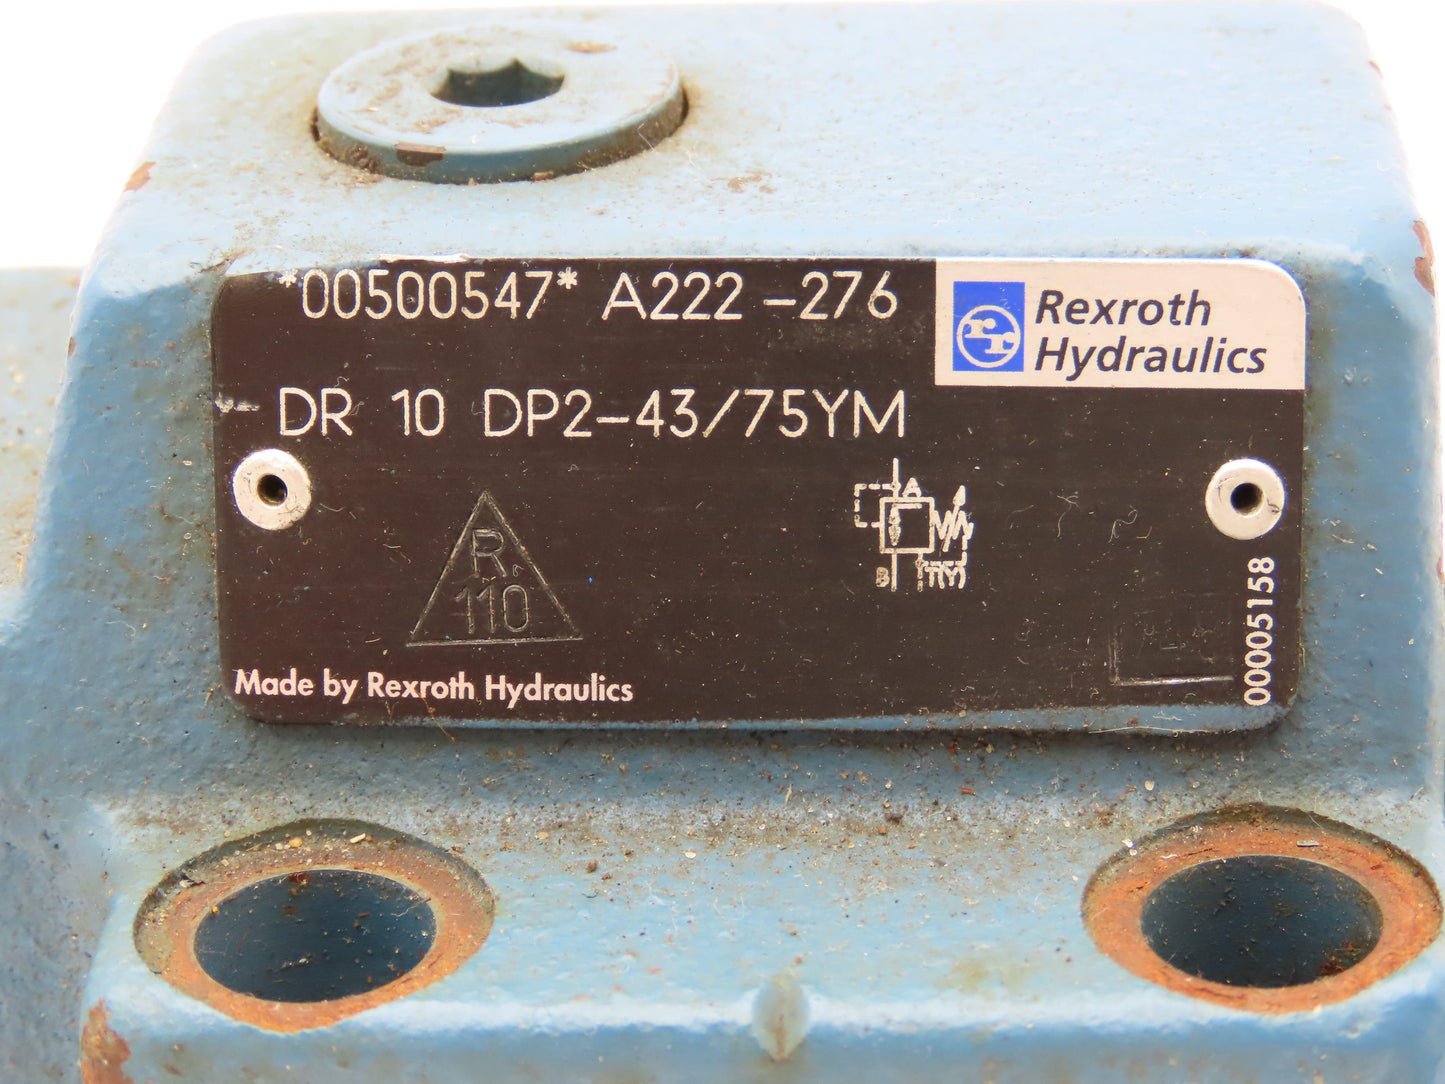 *00500547* A222-276
Rexroth
Hydraulics
DR 10 DP2-43/75YM
A
B T(Y)
R
110
00005158
Made by Rexroth Hydraulics